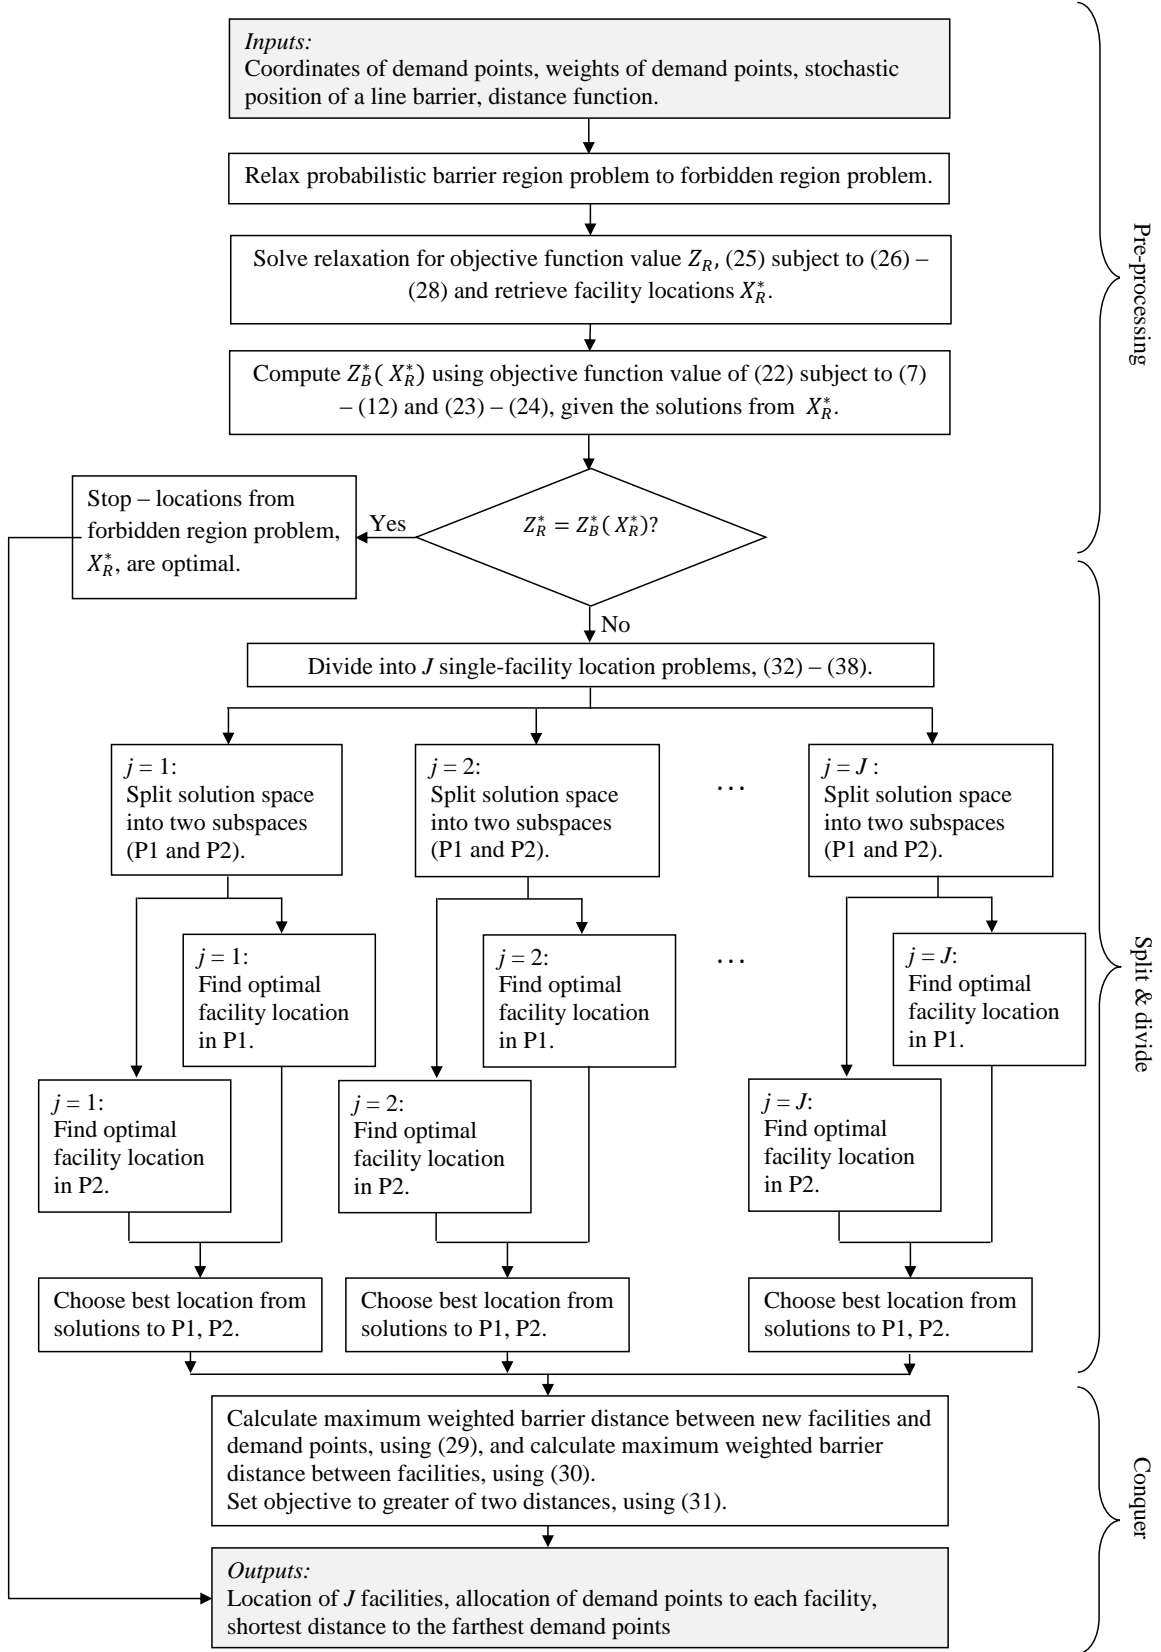 Inputs:
Coordinates of demand points, weights of demand points, stochastic
position of a line barrier, distance function.
Relax probabilistic barrier region problem to forbidden region problem.
Solve relaxation for objective function value Z_R, (25) subject to (26) –
(28) and retrieve facility locations X_R^*.
Compute Z_B^*( X_R^*) using objective function value of (22) subject to (7)
– (12) and (23) – (24), given the solutions from X_R^*.
Pre-processing
Z_R^* = Z_B^*( X_R^*)?
Yes
Stop – locations from
forbidden region problem,
X_R^*, are optimal.
No
Divide into J single-facility location problems, (32) – (38).
j = 1:
Split solution space
into two subspaces
(P1 and P2).
j = 2:
Split solution space
into two subspaces
(P1 and P2).
...
j = J :
Split solution space
into two subspaces
(P1 and P2).
j = 1:
Find optimal
facility location
in P1.
j = 2:
Find optimal
facility location
in P1.
...
j = J:
Find optimal
facility location
in P1.
j = 1:
Find optimal
facility location
in P2.
j = 2:
Find optimal
facility location
in P2.
j = J:
Find optimal
facility location
in P2.
Split & divide
Choose best location from
solutions to P1, P2.
Choose best location from
solutions to P1, P2.
Choose best location from
solutions to P1, P2.
Calculate maximum weighted barrier distance between new facilities and
demand points, using (29), and calculate maximum weighted barrier
distance between facilities, using (30).
Set objective to greater of two distances, using (31).
Conquer
Outputs:
Location of J facilities, allocation of demand points to each facility,
shortest distance to the farthest demand points